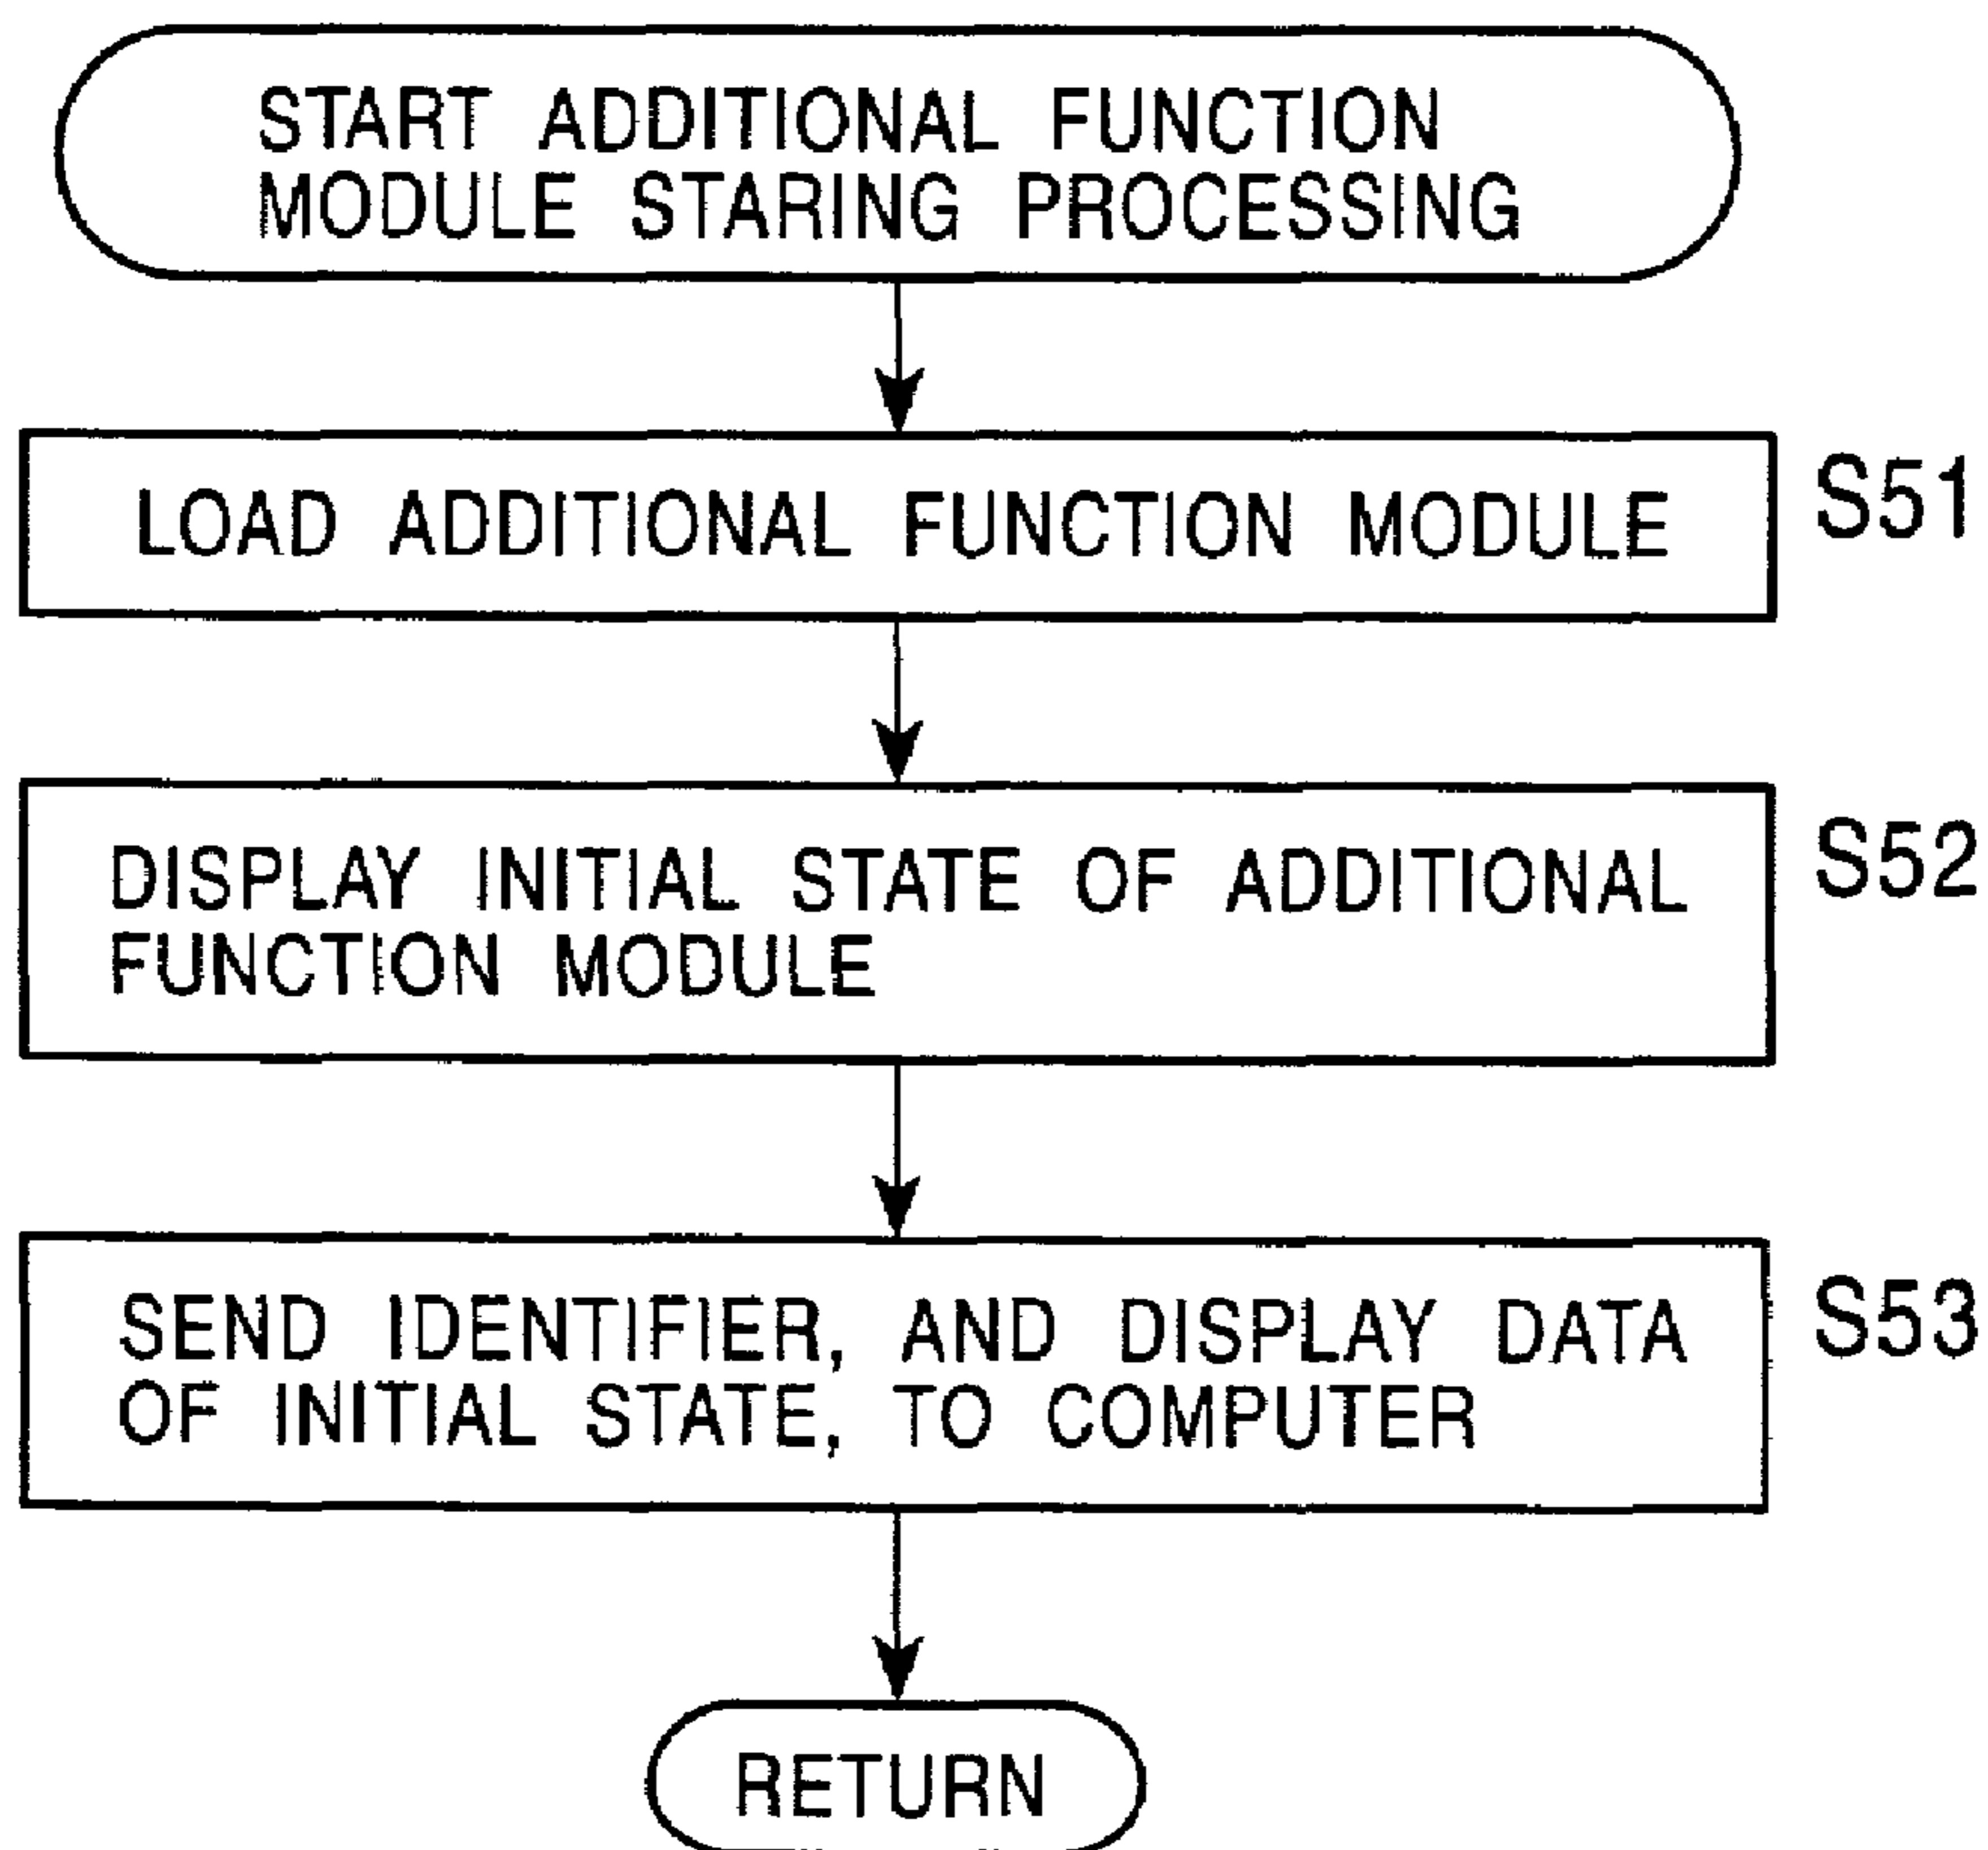 START ADDITIONAL FUNCTION
MODULE STARING PROCESSING
LOAD ADDITIONAL FUNCTION MODULE
S51
DISPLAY INITIAL STATE OF ADDITIONAL
FUNCTION MODULE
S52
SEND IDENTIFIER, AND DISPLAY DATA
OF INITIAL STATE, TO COMPUTER
S53
RETURN